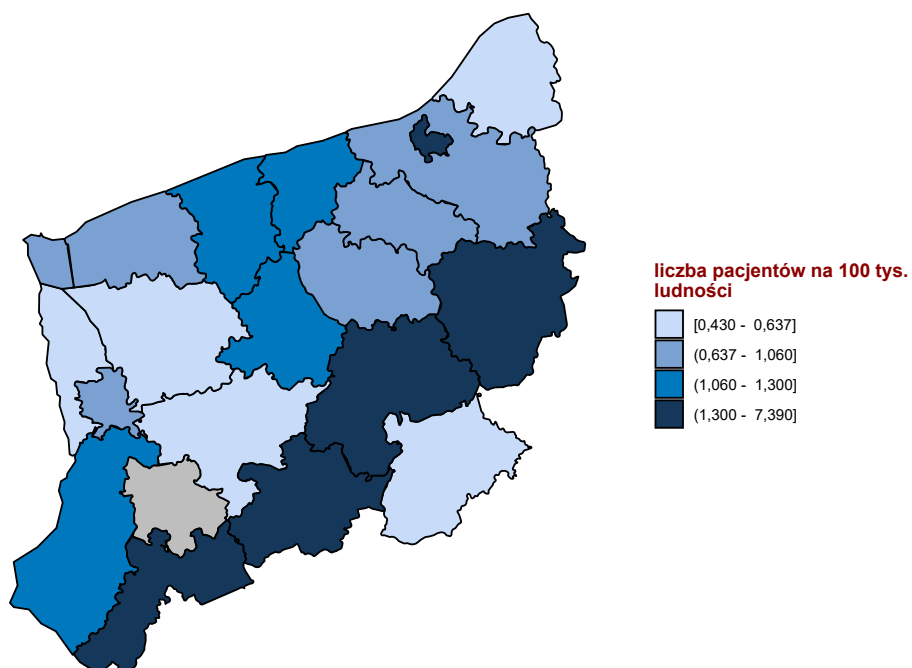 liczba pacjentów na 100 tys.
ludności
[0,430 - 0,637]
(0,637 - 1,060]
(1,060 - 1,300]
(1,300 - 7,390]